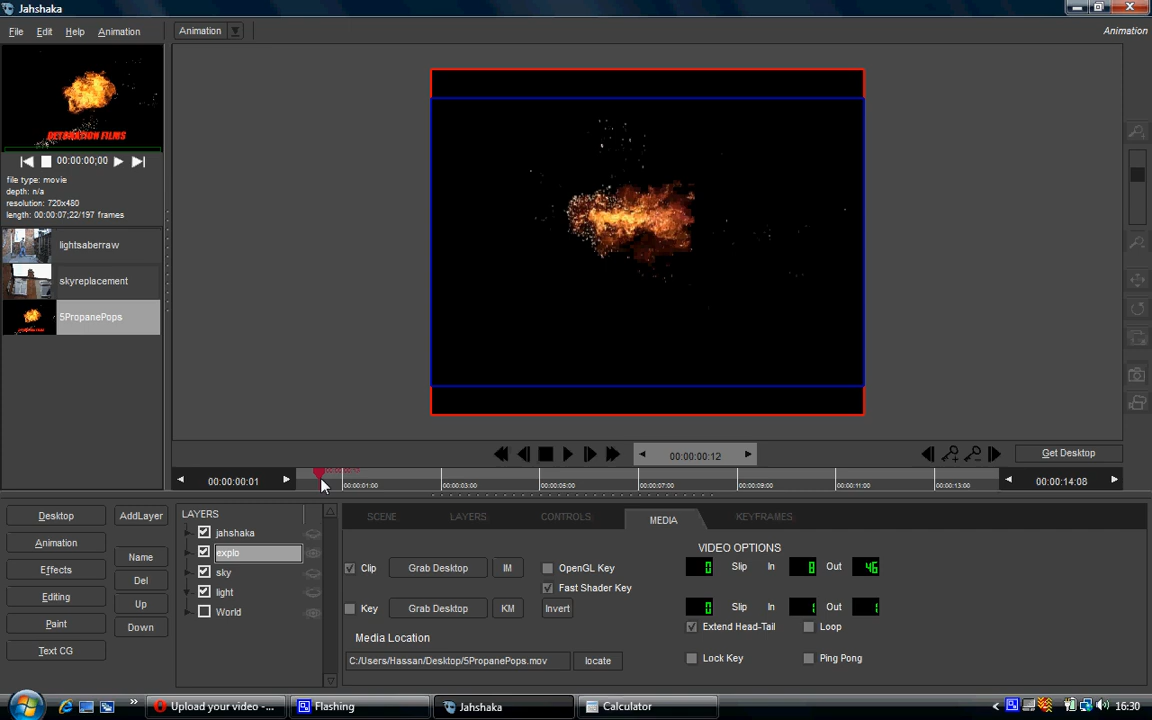 Jahshaka
File Edit Help Animation
Animation
Animation
DETONATION FILMS
00:00:00;00
file type: movie
depth: n/a
resolution: 720x480
length: 00:00:07;22/197 frames
lightsaberraw
skyreplacement
5PropanePops
00:00:00:12
Get Desktop
00:00:00:01
00:00:01:00 00:00:03:00 00:00:05:00 00:00:07:00 00:00:09:00 00:00:11:00 00:00:13:00
00:00:14:08
Desktop AddLayer
Animation
Name
Effects
Del
Editing
Up
Paint
Down
Text CG
LAYERS
jahshaka
explo
sky
light
World
SCENE LAYERS CONTROLS MEDIA KEYFRAMES
Clip Grab Desktop IM OpenGL Key
Fast Shader Key
Key Grab Desktop KM Invert
Media Location
C:/Users/Hassan/Desktop/5PropanePops.mov locate
VIDEO OPTIONS
0 Slip In 8 Out 46
0 Slip In 1 Out 1
Extend Head-Tail Loop
Lock Key Ping Pong
Upload your video -... Flashing Jahshaka Calculator 16:30